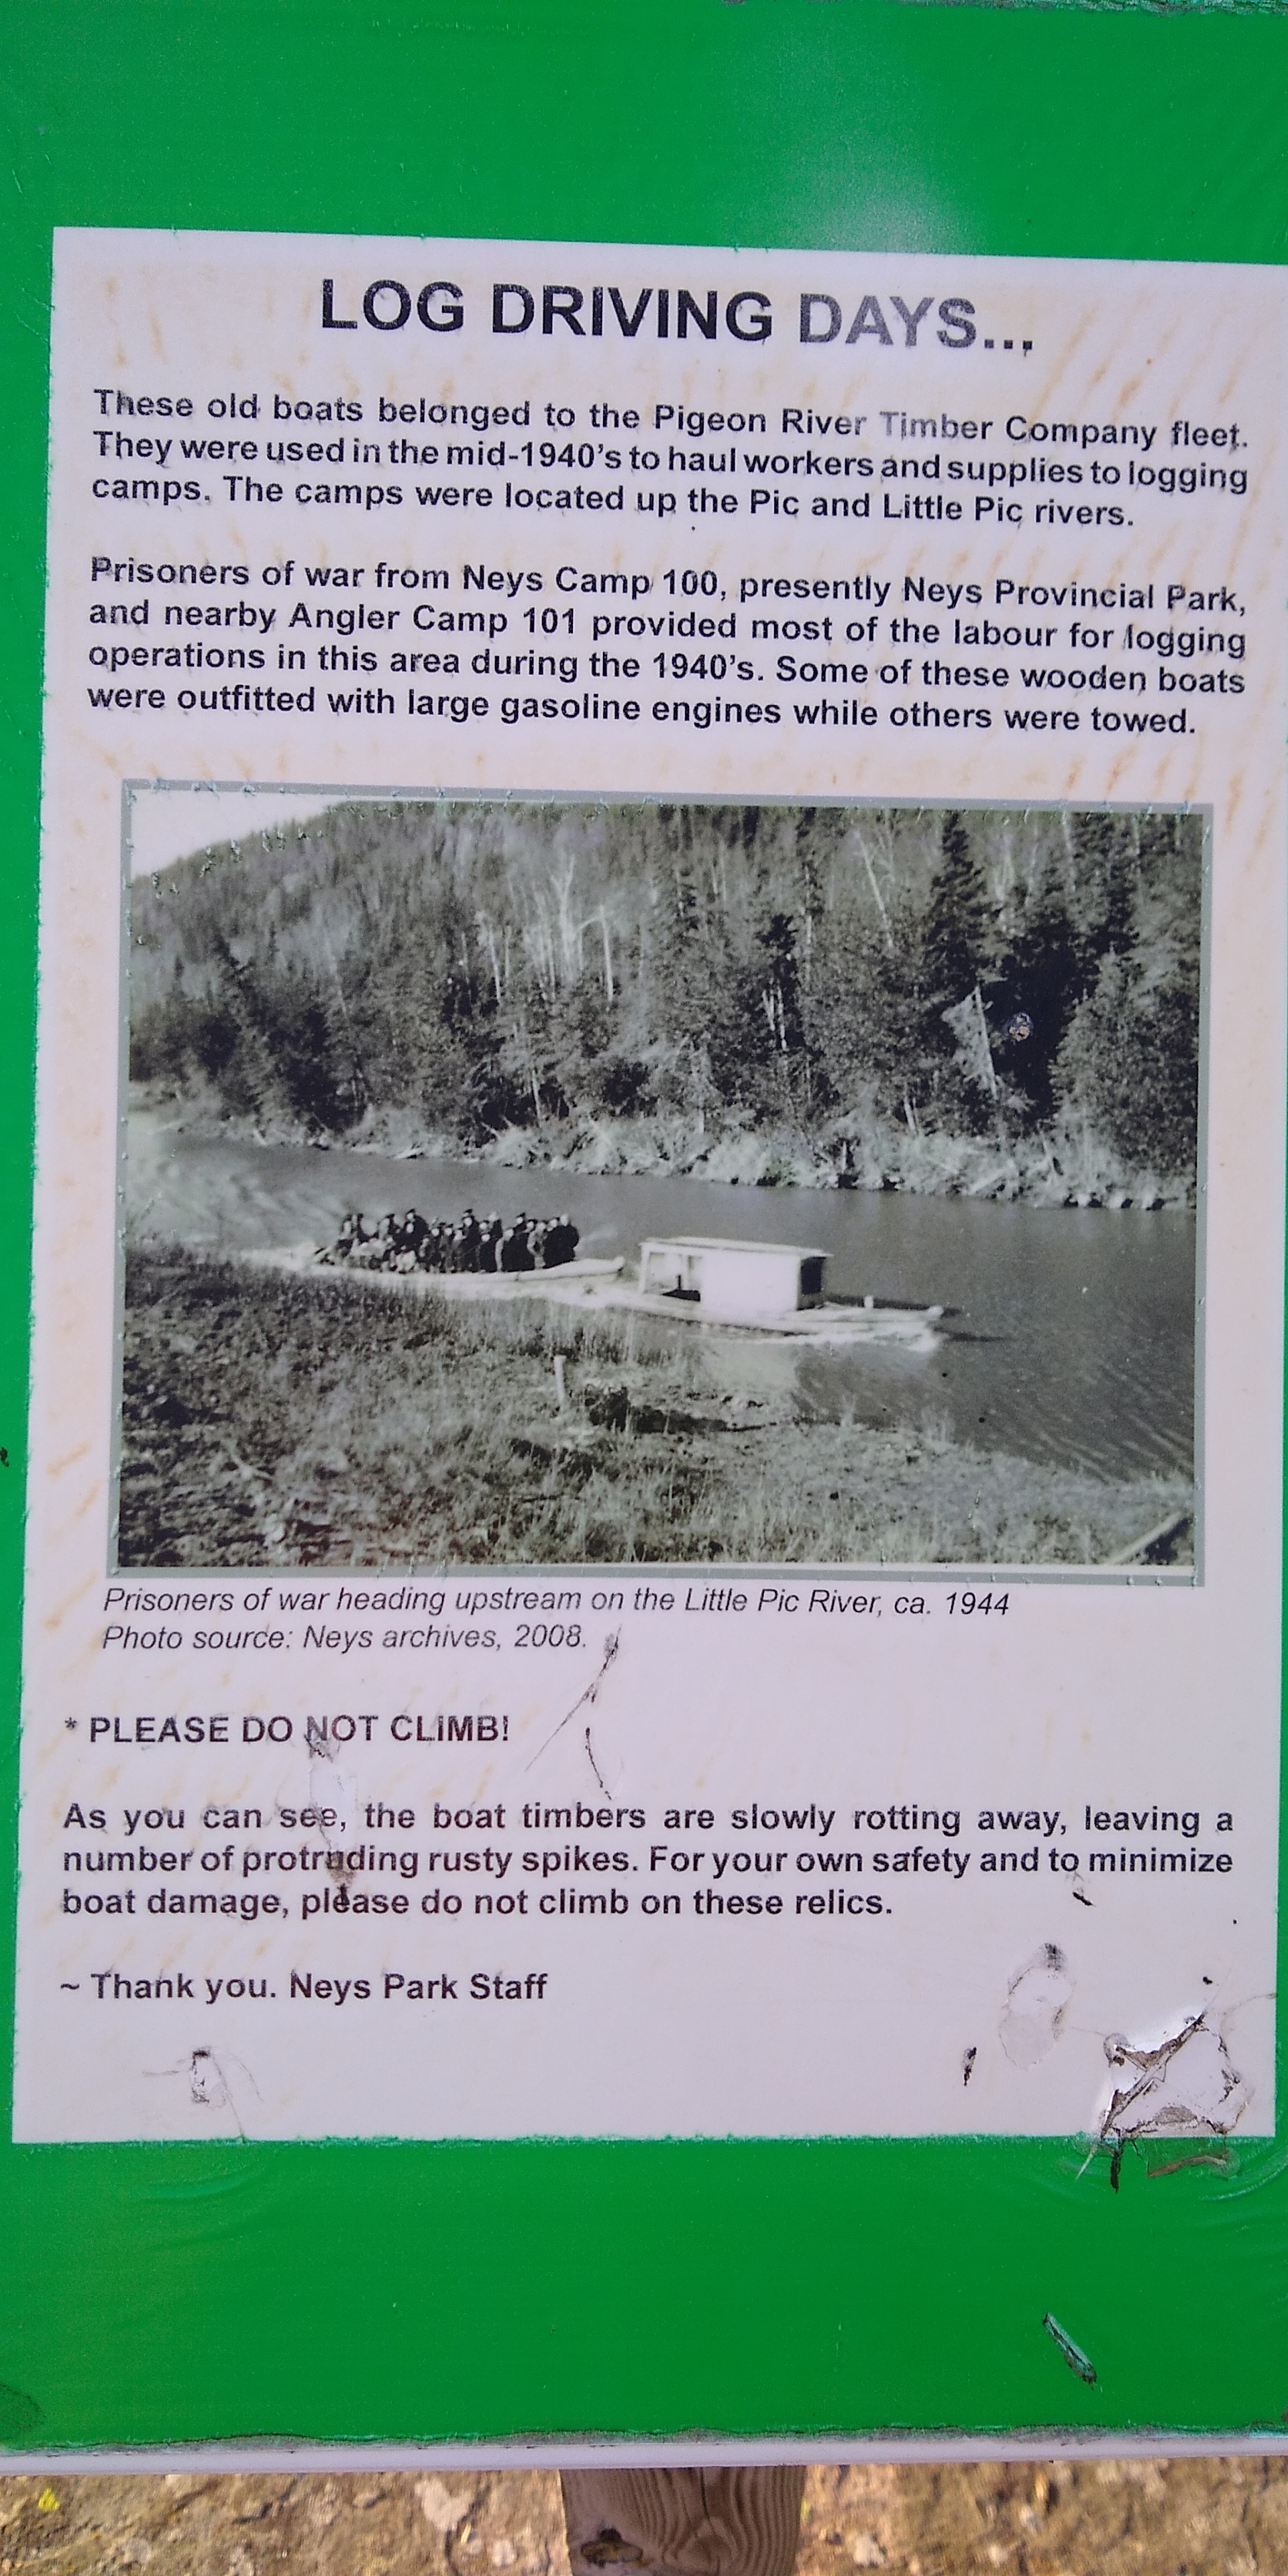 LOG DRIVING DAYS...
These old boats belonged to the Pigeon River Timber Company fleet.
They were used in the mid-1940's to haul workers and supplies to logging
camps. The camps were located up the Pic and Little Pic rivers.
Prisoners of war from Neys Camp 100, presently Neys Provincial Park,
and nearby Angler Camp 101 provided most of the labour for logging
operations in this area during the 1940's. Some of these wooden boats
were outfitted with large gasoline engines while others were towed.
Prisoners of war heading upstream on the Little Pic River, ca. 1944
Photo source: Neys archives, 2008.
* PLEASE DO NOT CLIMB!
As you can see, the boat timbers are slowly rotting away, leaving a
number of protruding rusty spikes. For your own safety and to minimize
boat damage, please do not climb on these relics.
~ Thank you. Neys Park Staff